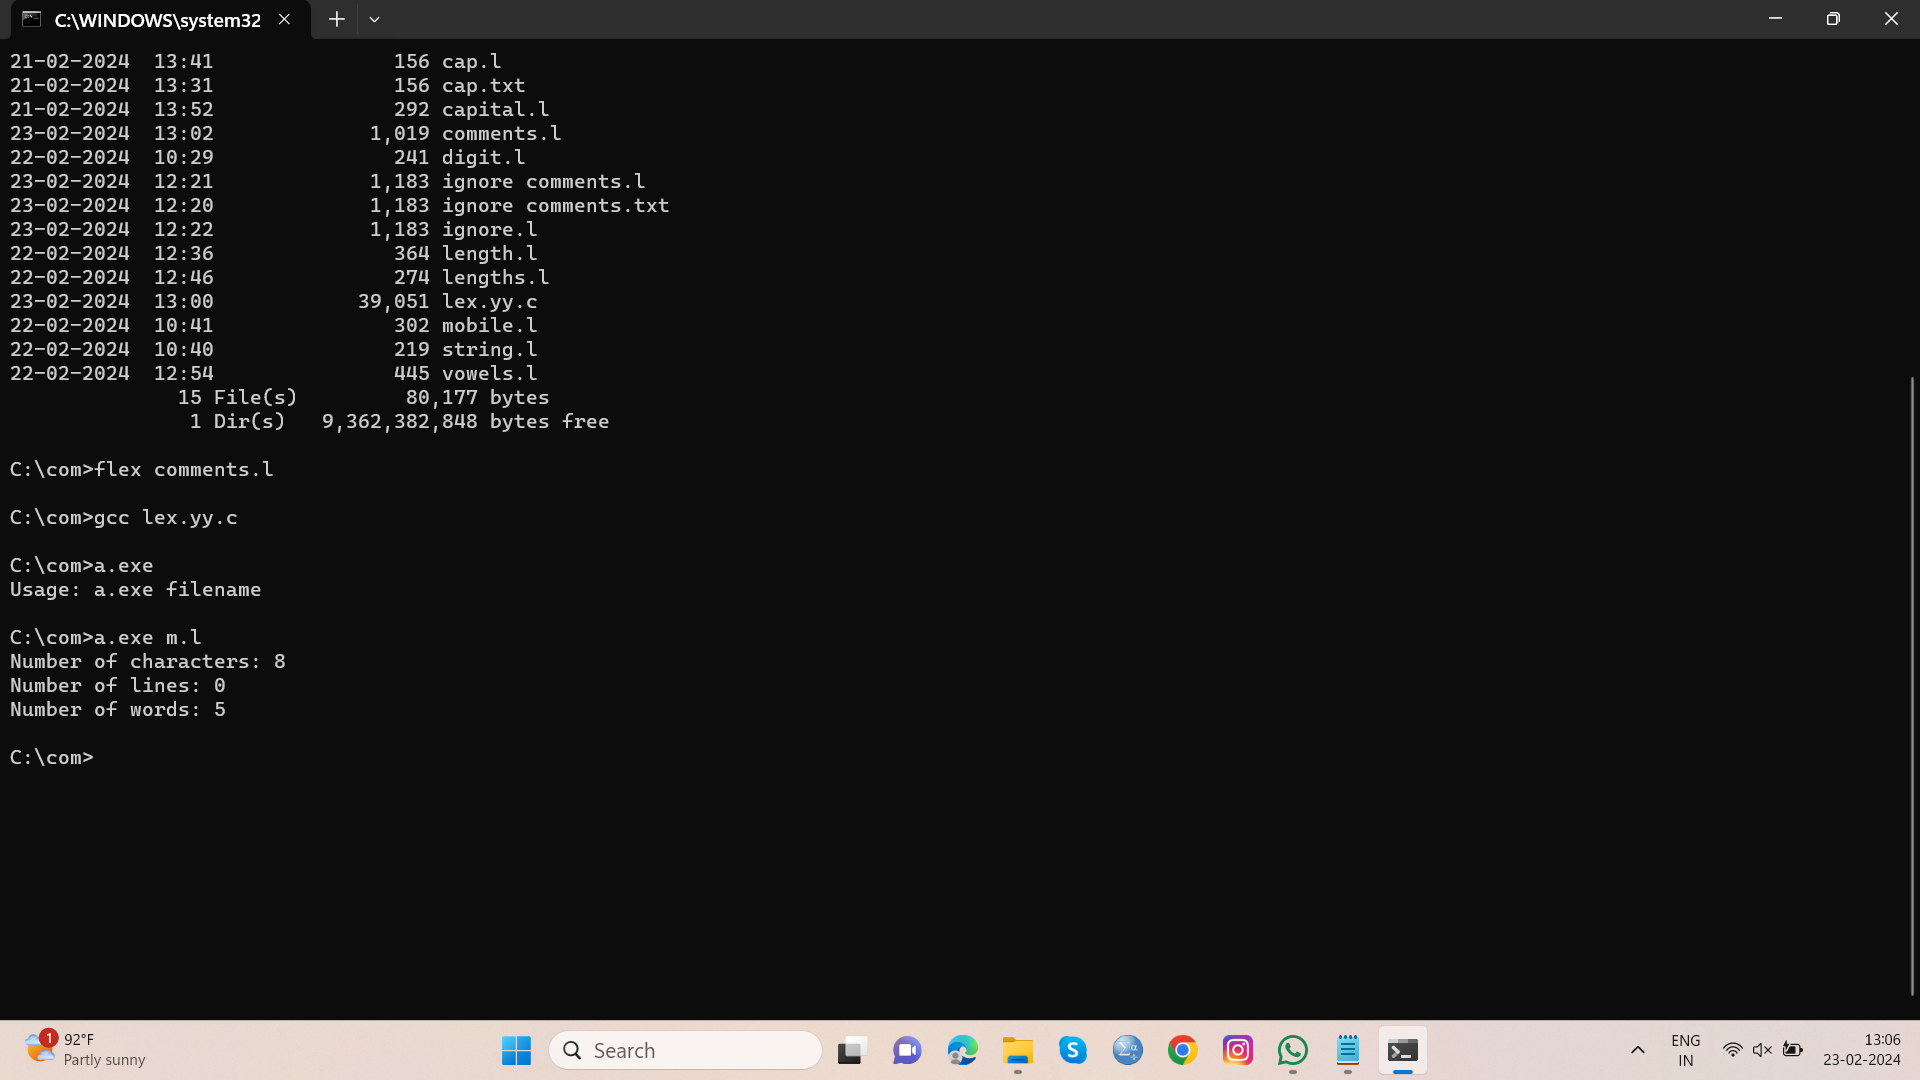 C:\WINDOWS\system32
21-02-2024  13:41               156 cap.l
21-02-2024  13:31               156 cap.txt
21-02-2024  13:52               292 capital.l
23-02-2024  13:02             1,019 comments.l
22-02-2024  10:29               241 digit.l
23-02-2024  12:21             1,183 ignore comments.l
23-02-2024  12:20             1,183 ignore comments.txt
23-02-2024  12:22             1,183 ignore.l
22-02-2024  12:36               364 length.l
22-02-2024  12:46               274 lengths.l
23-02-2024  13:00            39,051 lex.yy.c
22-02-2024  10:41               302 mobile.l
22-02-2024  10:40               219 string.l
22-02-2024  12:54               445 vowels.l
              15 File(s)         80,177 bytes
               1 Dir(s)   9,362,382,848 bytes free
C:\com>flex comments.l
C:\com>gcc lex.yy.c
C:\com>a.exe
Usage: a.exe filename
C:\com>a.exe m.l
Number of characters: 8
Number of lines: 0
Number of words: 5
C:\com>
1
92°F
Partly sunny
Search
ENG
IN
13:06
23-02-2024